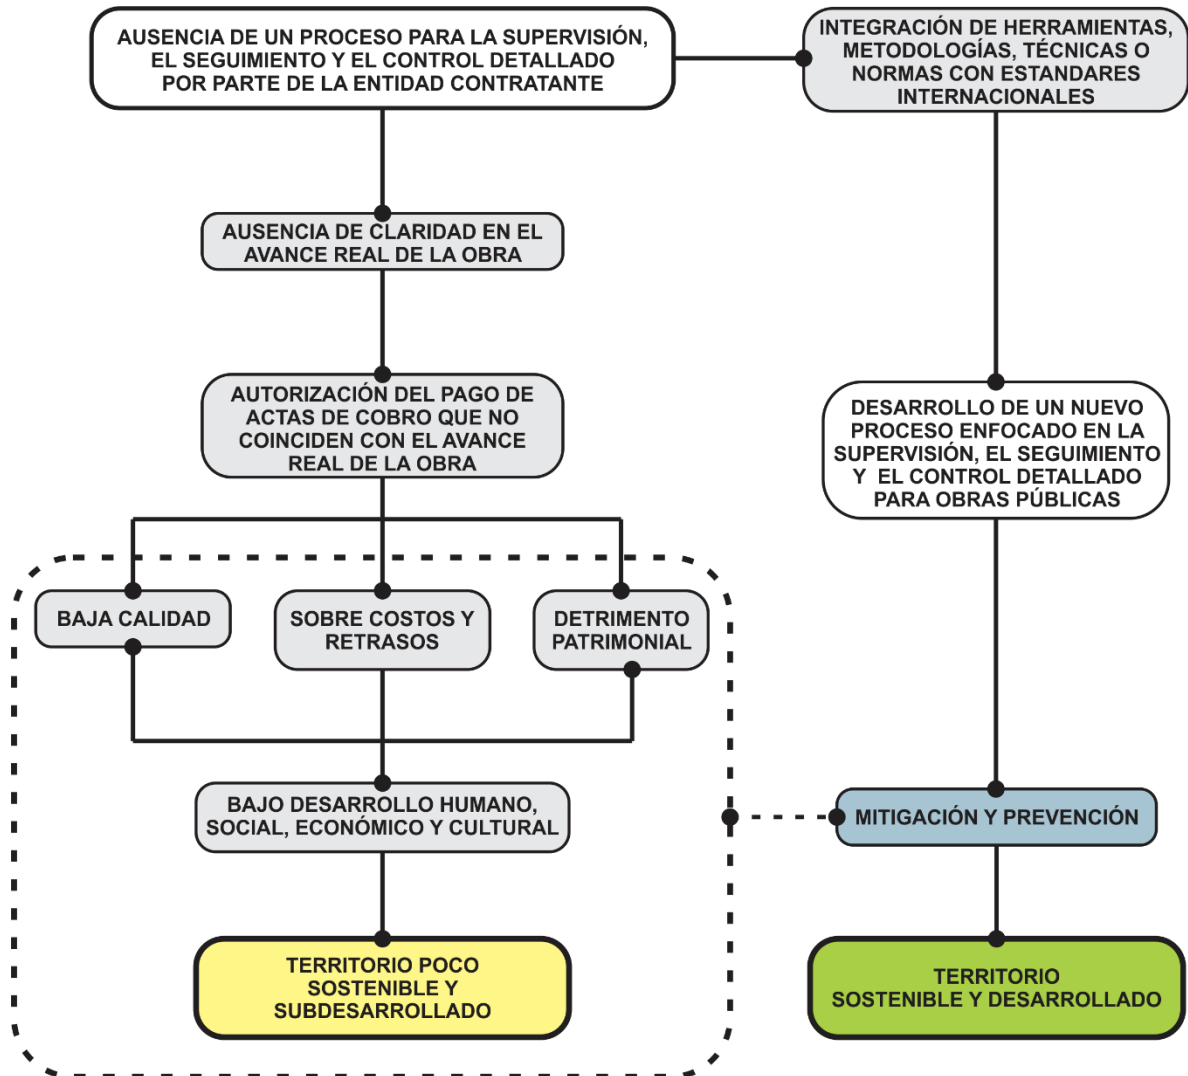 AUSENCIA DE UN PROCESO PARA LA SUPERVISIÓN,
EL SEGUIMIENTO Y EL CONTROL DETALLADO
POR PARTE DE LA ENTIDAD CONTRATANTE
INTEGRACIÓN DE HERRAMIENTAS,
METODOLOGÍAS, TÉCNICAS O
NORMAS CON ESTANDARES
INTERNACIONALES
AUSENCIA DE CLARIDAD EN EL
AVANCE REAL DE LA OBRA
AUTORIZACIÓN DEL PAGO DE
ACTAS DE COBRO QUE NO
COINCIDEN CON EL AVANCE
REAL DE LA OBRA
DESARROLLO DE UN NUEVO
PROCESO ENFOCADO EN LA
SUPERVISIÓN, EL SEGUIMIENTO
Y EL CONTROL DETALLADO
PARA OBRAS PÚBLICAS
BAJA CALIDAD
SOBRE COSTOS Y
RETRASOS
DETRIMENTO
PATRIMONIAL
BAJO DESARROLLO HUMANO,
SOCIAL, ECONÓMICO Y CULTURAL
MITIGACIÓN Y PREVENCIÓN
TERRITORIO POCO
SOSTENIBLE Y
SUBDESARROLLADO
TERRITORIO
SOSTENIBLE Y DESARROLLADO